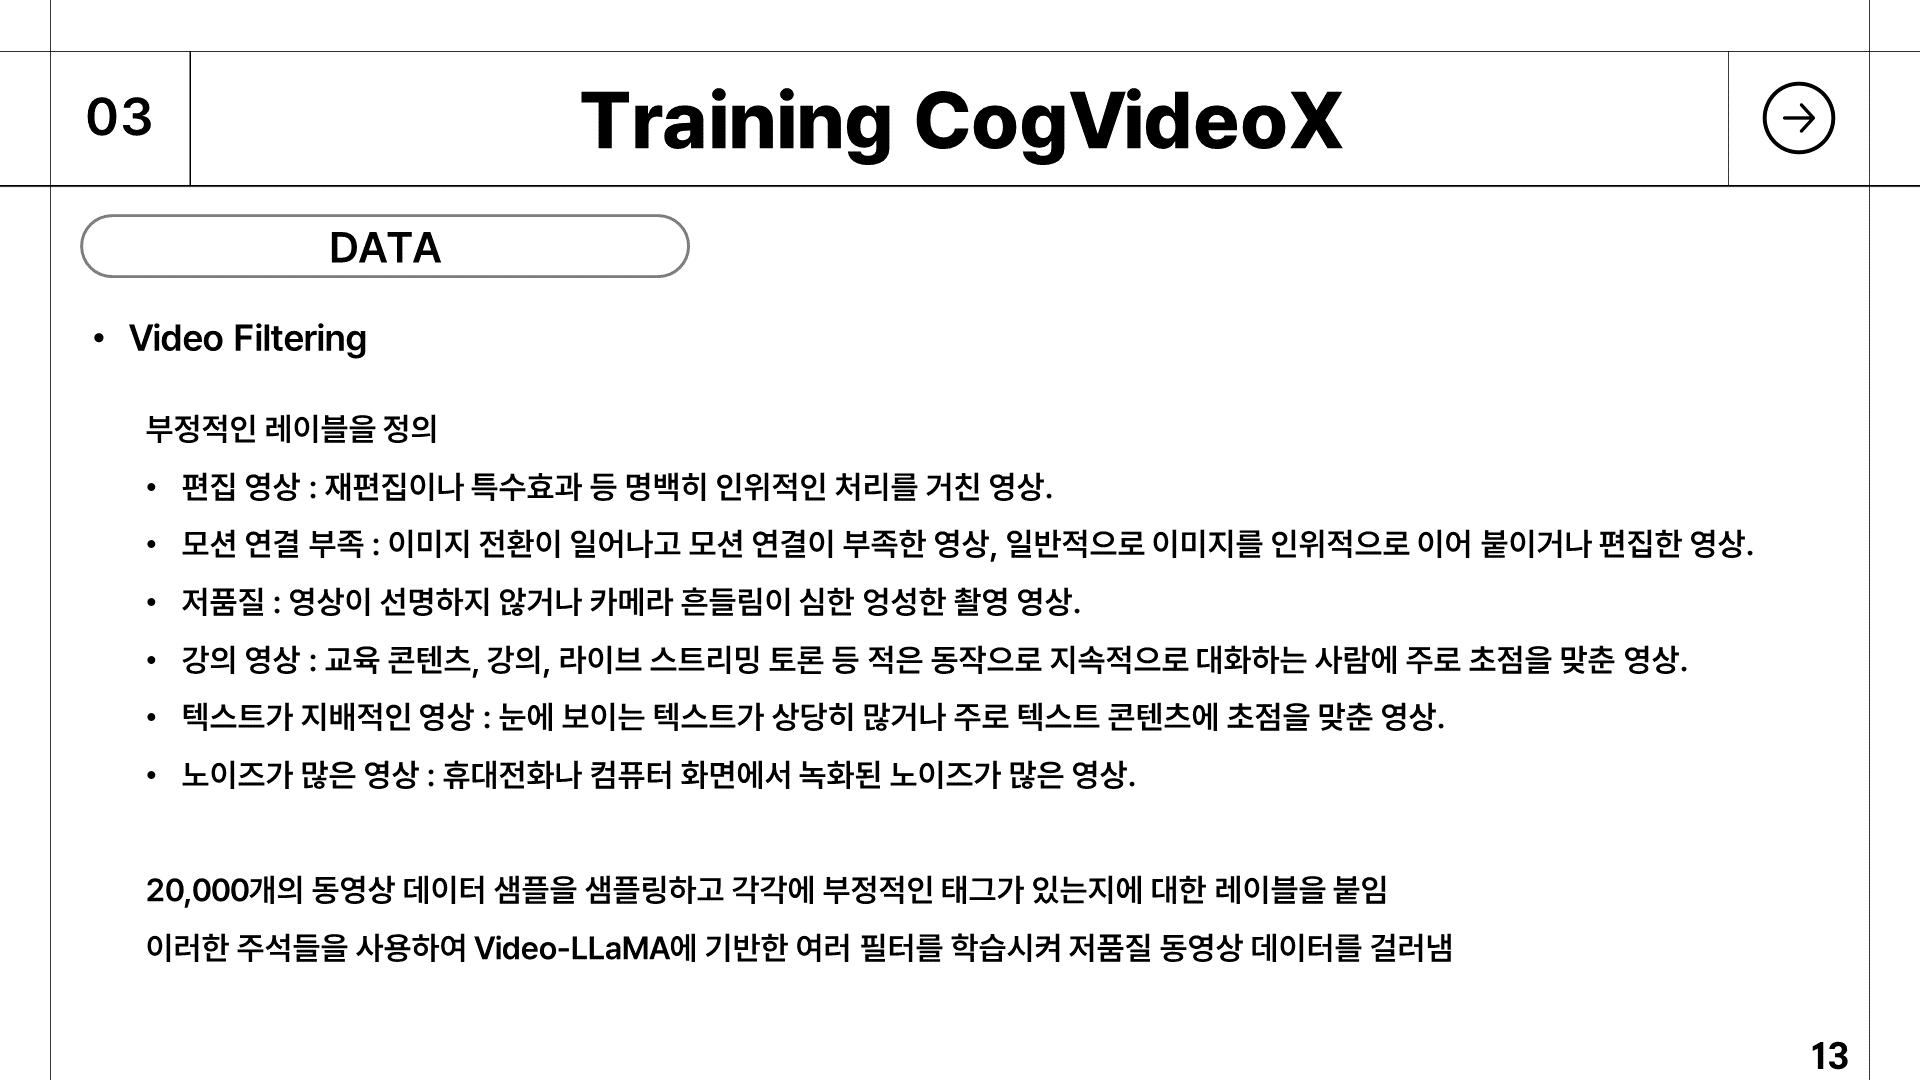 03
Training CogVideoX
DATA
• Video Filtering
부정적인 레이블을 정의
• 편집 영상 : 재편집이나 특수효과 등 명백히 인위적인 처리를 거친 영상.
• 모션 연결 부족 : 이미지 전환이 일어나고 모션 연결이 부족한 영상, 일반적으로 이미지를 인위적으로 이어 붙이거나 편집한 영상.
• 저품질 : 영상이 선명하지 않거나 카메라 흔들림이 심한 엉성한 촬영 영상.
• 강의 영상 : 교육 콘텐츠, 강의, 라이브 스트리밍 토론 등 적은 동작으로 지속적으로 대화하는 사람에 주로 초점을 맞춘 영상.
• 텍스트가 지배적인 영상 : 눈에 보이는 텍스트가 상당히 많거나 주로 텍스트 콘텐츠에 초점을 맞춘 영상.
• 노이즈가 많은 영상 : 휴대전화나 컴퓨터 화면에서 녹화된 노이즈가 많은 영상.
20,000개의 동영상 데이터 샘플을 샘플링하고 각각에 부정적인 태그가 있는지에 대한 레이블을 붙임
이러한 주석들을 사용하여 Video-LLaMA에 기반한 여러 필터를 학습시켜 저품질 동영상 데이터를 걸러냄
13